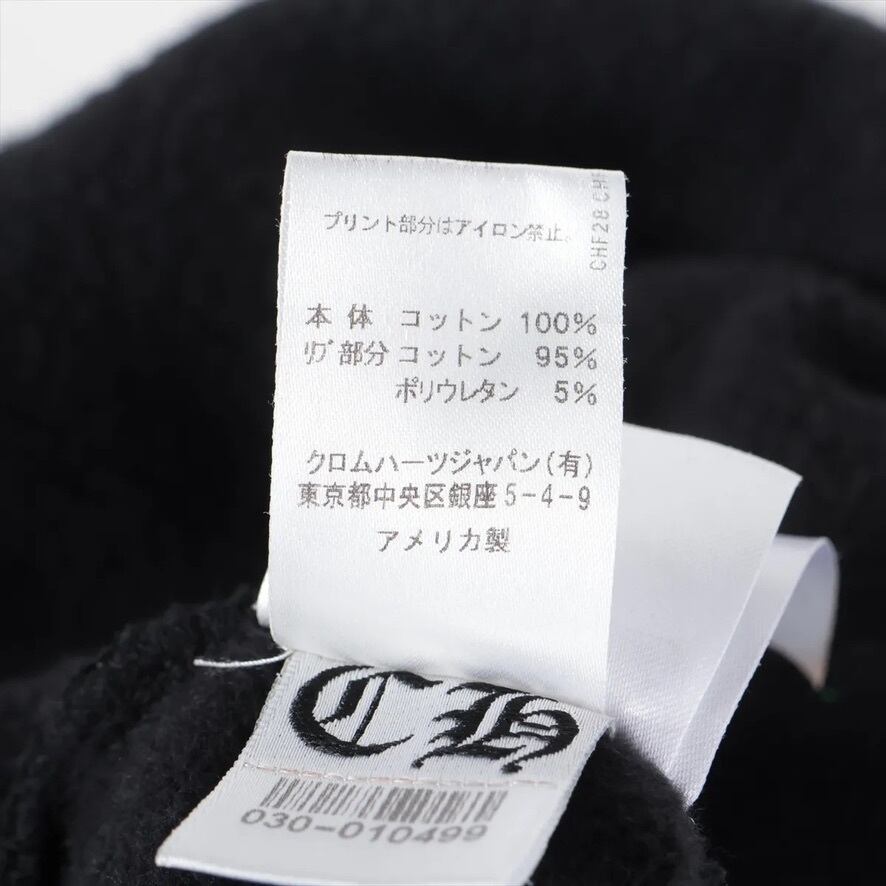 プリント部分はアイロン禁止。
CHF28 CH
本体 コットン 100%
リブ部分 コットン 95%
ポリウレタン 5%
クロムハーツジャパン(有)
東京都中央区銀座5-4-9
アメリカ製
CH
030-010499